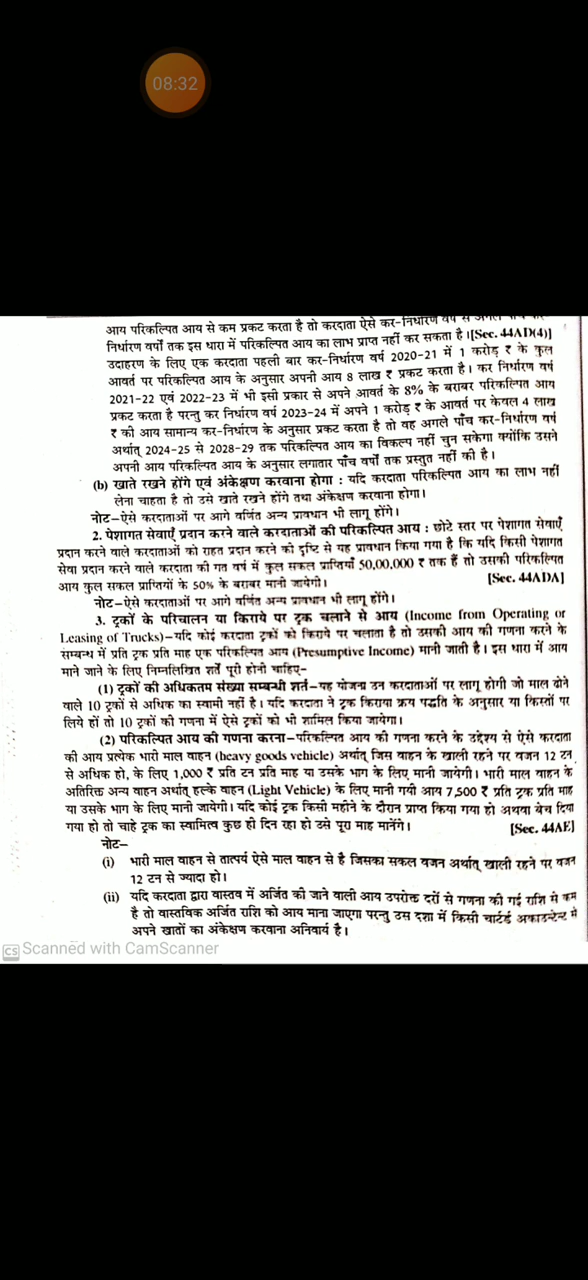 08:32
आय परिकल्पित आय से कम प्रकट करता है तो करदाता ऐसे कर-निर्धारण वर्ष से अगले
निर्धारण वर्षों तक इस धारा में परिकल्पित आय का लाभ प्राप्त नहीं कर सकता है।[Sec. 44AD(4)]
उदाहरण के लिए एक करदाता पहली बार कर-निर्धारण वर्ष 2020-21 में 1 करोड़ ₹ के कुल
आवर्त पर परिकल्पित आय के अनुसार अपनी आय 8 लाख ₹ प्रकट करता है। कर निर्धारण वर्ष
2021-22 एवं 2022-23 में भी इसी प्रकार से अपने आवर्त के 8% के बराबर परिकल्पित आय
प्रकट करता है परन्तु कर निर्धारण वर्ष 2023-24 में अपने 1 करोड़ ₹ के आवर्त पर केवल 4 लाख
₹ की आय सामान्य कर-निर्धारण के अनुसार प्रकट करता है तो वह अगले पाँच कर-निर्धारण वर्ष
अर्थात् 2024-25 से 2028-29 तक परिकल्पित आय का विकल्प नहीं चुन सकेगा क्योंकि उसने
अपनी आय परिकल्पित आय के अनुसार लगातार पाँच वर्षों तक प्रस्तुत नहीं की है।
(b) खाते रखने होंगे एवं अंकेक्षण करवाना होगा : यदि करदाता परिकल्पित आय का लाभ नहीं
लेना चाहता है तो उसे खाते रखने होंगे तथा अंकेक्षण करवाना होगा।
नोट–ऐसे करदाताओं पर आगे वर्णित अन्य प्रावधान भी लागू होंगे।
2. पेशागत सेवाएँ प्रदान करने वाले करदाताओं की परिकल्पित आय : छोटे स्तर पर पेशागत सेवाएँ
प्रदान करने वाले करदाताओं को राहत प्रदान करने की दृष्टि से यह प्रावधान किया गया है कि यदि किसी पेशागत
सेवा प्रदान करने वाले करदाता की गत वर्ष में कुल सकल प्राप्तियाँ 50,00,000 ₹ तक हैं तो उसकी परिकल्पित
आय कुल सकल प्राप्तियों के 50% के बराबर मानी जायेगी। [Sec. 44ADA]
नोट–ऐसे करदाताओं पर आगे वर्णित अन्य प्रावधान भी लागू होंगे।
3. ट्रकों के परिचालन या किराये पर ट्रक चलाने से आय (Income from Operating or
Leasing of Trucks)–यदि कोई करदाता ट्रकों को किराये पर चलाता है तो उसकी आय की गणना करने के
सम्बन्ध में प्रति ट्रक प्रति माह एक परिकल्पित आय (Presumptive Income) मानी जाती है। इस धारा में आय
माने जाने के लिए निम्नलिखित शर्तें पूरी होनी चाहिए–
(1) ट्रकों की अधिकतम संख्या सम्बन्धी शर्त–यह योजना उन करदाताओं पर लागू होगी जो माल ढोने
वाले 10 ट्रकों से अधिक का स्वामी नहीं है। यदि करदाता ने ट्रक किराया क्रय पद्धति के अनुसार या किस्तों पर
लिये हों तो 10 ट्रकों की गणना में ऐसे ट्रकों को भी शामिल किया जायेगा।
(2) परिकल्पित आय की गणना करना–परिकल्पित आय की गणना करने के उद्देश्य से ऐसे करदाता
की आय प्रत्येक भारी माल वाहन (heavy goods vehicle) अर्थात् जिस वाहन के खाली रहने पर वजन 12 टन
से अधिक हो, के लिए 1,000 ₹ प्रति टन प्रति माह या उसके भाग के लिए मानी जायेगी। भारी माल वाहन के
अतिरिक्त अन्य वाहन अर्थात् हल्के वाहन (Light Vehicle) के लिए मानी गयी आय 7,500 ₹ प्रति ट्रक प्रति माह
या उसके भाग के लिए मानी जायेगी। यदि कोई ट्रक किसी महीने के दौरान प्राप्त किया गया हो अथवा बेच दिया
गया हो तो चाहे ट्रक का स्वामित्व कुछ ही दिन रहा हो उसे पूरा माह मानेंगे। [Sec. 44AE]
नोट–
(i) भारी माल वाहन से तात्पर्य ऐसे माल वाहन से है जिसका सकल वजन अर्थात् खाली रहने पर वजन
12 टन से ज्यादा हो।
(ii) यदि करदाता द्वारा वास्तव में अर्जित की जाने वाली आय उपरोक्त दरों से गणना की गई राशि से कम
है तो वास्तविक अर्जित राशि को आय माना जाएगा परन्तु उस दशा में किसी चार्टर्ड अकाउन्टेन्ट से
अपने खातों का अंकेक्षण करवाना अनिवार्य है।
CS Scanned with CamScanner